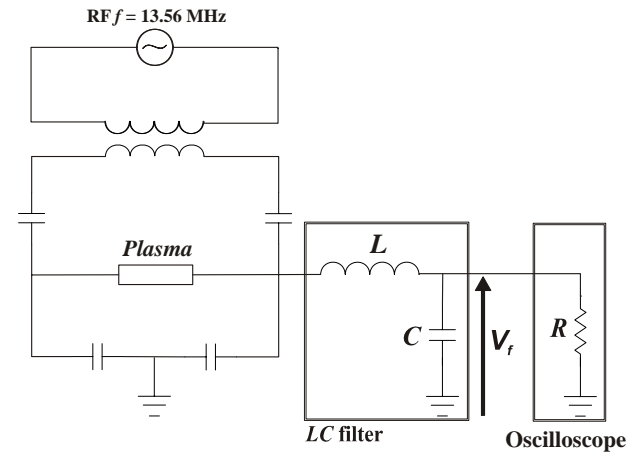 RF f = 13.56 MHz
Plasma
L
C
V_f
R
LC filter
Oscilloscope